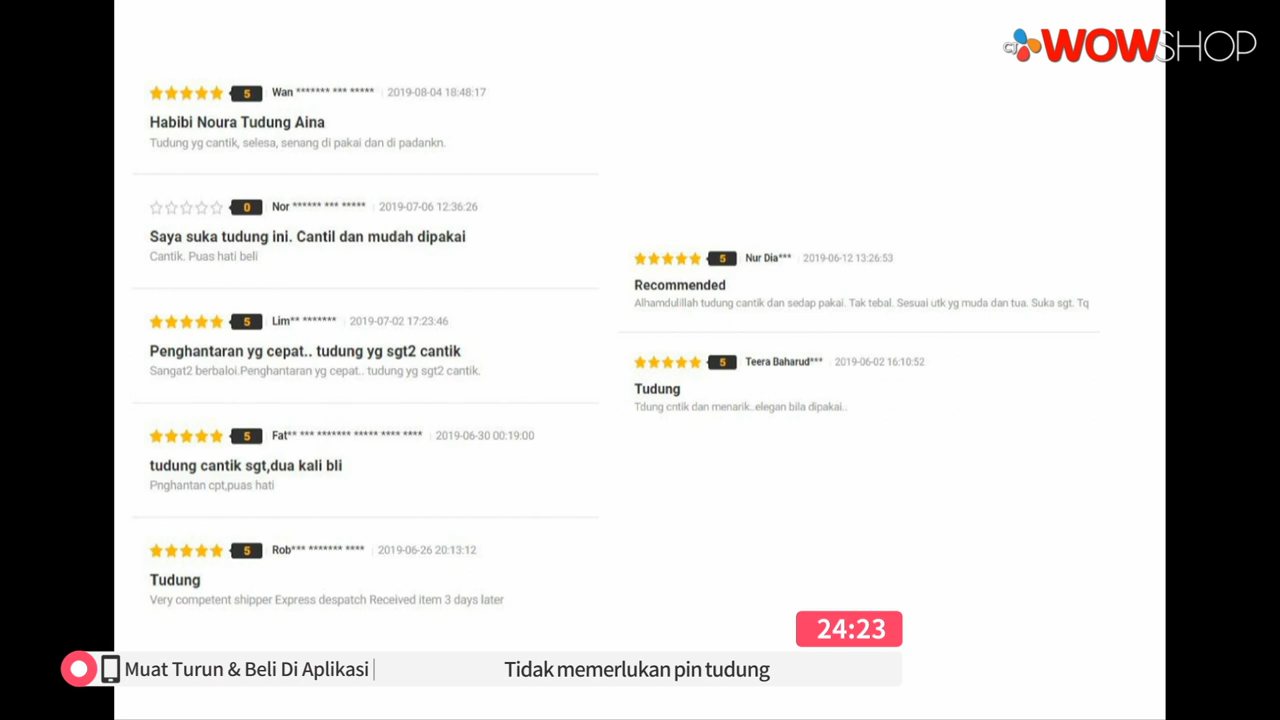 CJ WOWSHOP
5 Wan ******* *** ***** 2019-08-04 18:48:17
Habibi Noura Tudung Aina
Tudung yg cantik, selesa, senang di pakai dan di padankn.
0 Nor ****** *** ***** 2019-07-06 12:36:26
Saya suka tudung ini. Cantil dan mudah dipakai
Cantik. Puas hati beli
5 Lim** ******* 2019-07-02 17:23:46
Penghantaran yg cepat.. tudung yg sgt2 cantik
Sangat2 berbaloi.Penghantaran yg cepat.. tudung yg sgt2 cantik.
5 Fat** *** ******* ***** **** **** 2019-06-30 00:19:00
tudung cantik sgt,dua kali bli
Pnghantan cpt,puas hati
5 Rob*** ******* **** 2019-06-26 20:13:12
Tudung
Very competent shipper Express despatch Received item 3 days later
5 Nur Dia*** 2019-06-12 13:26:53
Recommended
Alhamdulillah tudung cantik dan sedap pakai. Tak tebal. Sesuai utk yg muda dan tua. Suka sgt. Tq
5 Teera Baharud*** 2019-06-02 16:10:52
Tudung
Tdung cntik dan menarik..elegan bila dipakai..
24:23
Muat Turun & Beli Di Aplikasi | Tidak memerlukan pin tudung